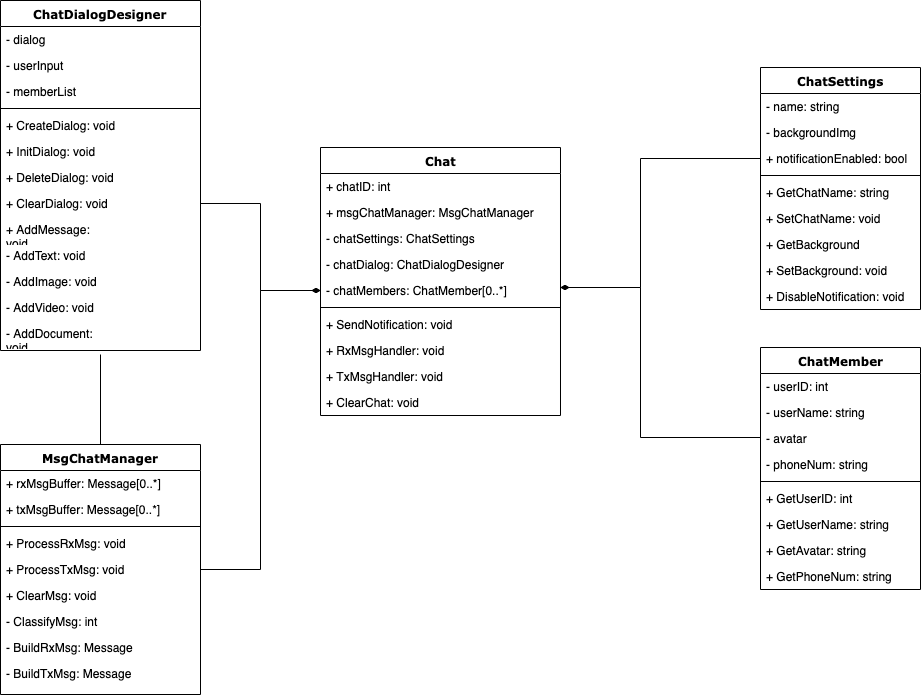 ChatDialogDesigner
- dialog
- userInput
- memberList
+ CreateDialog: void
+ InitDialog: void
+ DeleteDialog: void
+ ClearDialog: void
+ AddMessage:
void
- AddText: void
- AddImage: void
- AddVideo: void
- AddDocument:
void
MsgChatManager
+ rxMsgBuffer: Message[0..*]
+ txMsgBuffer: Message[0..*]
+ ProcessRxMsg: void
+ ProcessTxMsg: void
+ ClearMsg: void
- ClassifyMsg: int
- BuildRxMsg: Message
- BuildTxMsg: Message
Chat
+ chatID: int
+ msgChatManager: MsgChatManager
- chatSettings: ChatSettings
- chatDialog: ChatDialogDesigner
- chatMembers: ChatMember[0..*]
+ SendNotification: void
+ RxMsgHandler: void
+ TxMsgHandler: void
+ ClearChat: void
ChatSettings
- name: string
- backgroundImg
+ notificationEnabled: bool
+ GetChatName: string
+ SetChatName: void
+ GetBackground
+ SetBackground: void
+ DisableNotification: void
ChatMember
- userID: int
- userName: string
- avatar
- phoneNum: string
+ GetUserID: int
+ GetUserName: string
+ GetAvatar: string
+ GetPhoneNum: string